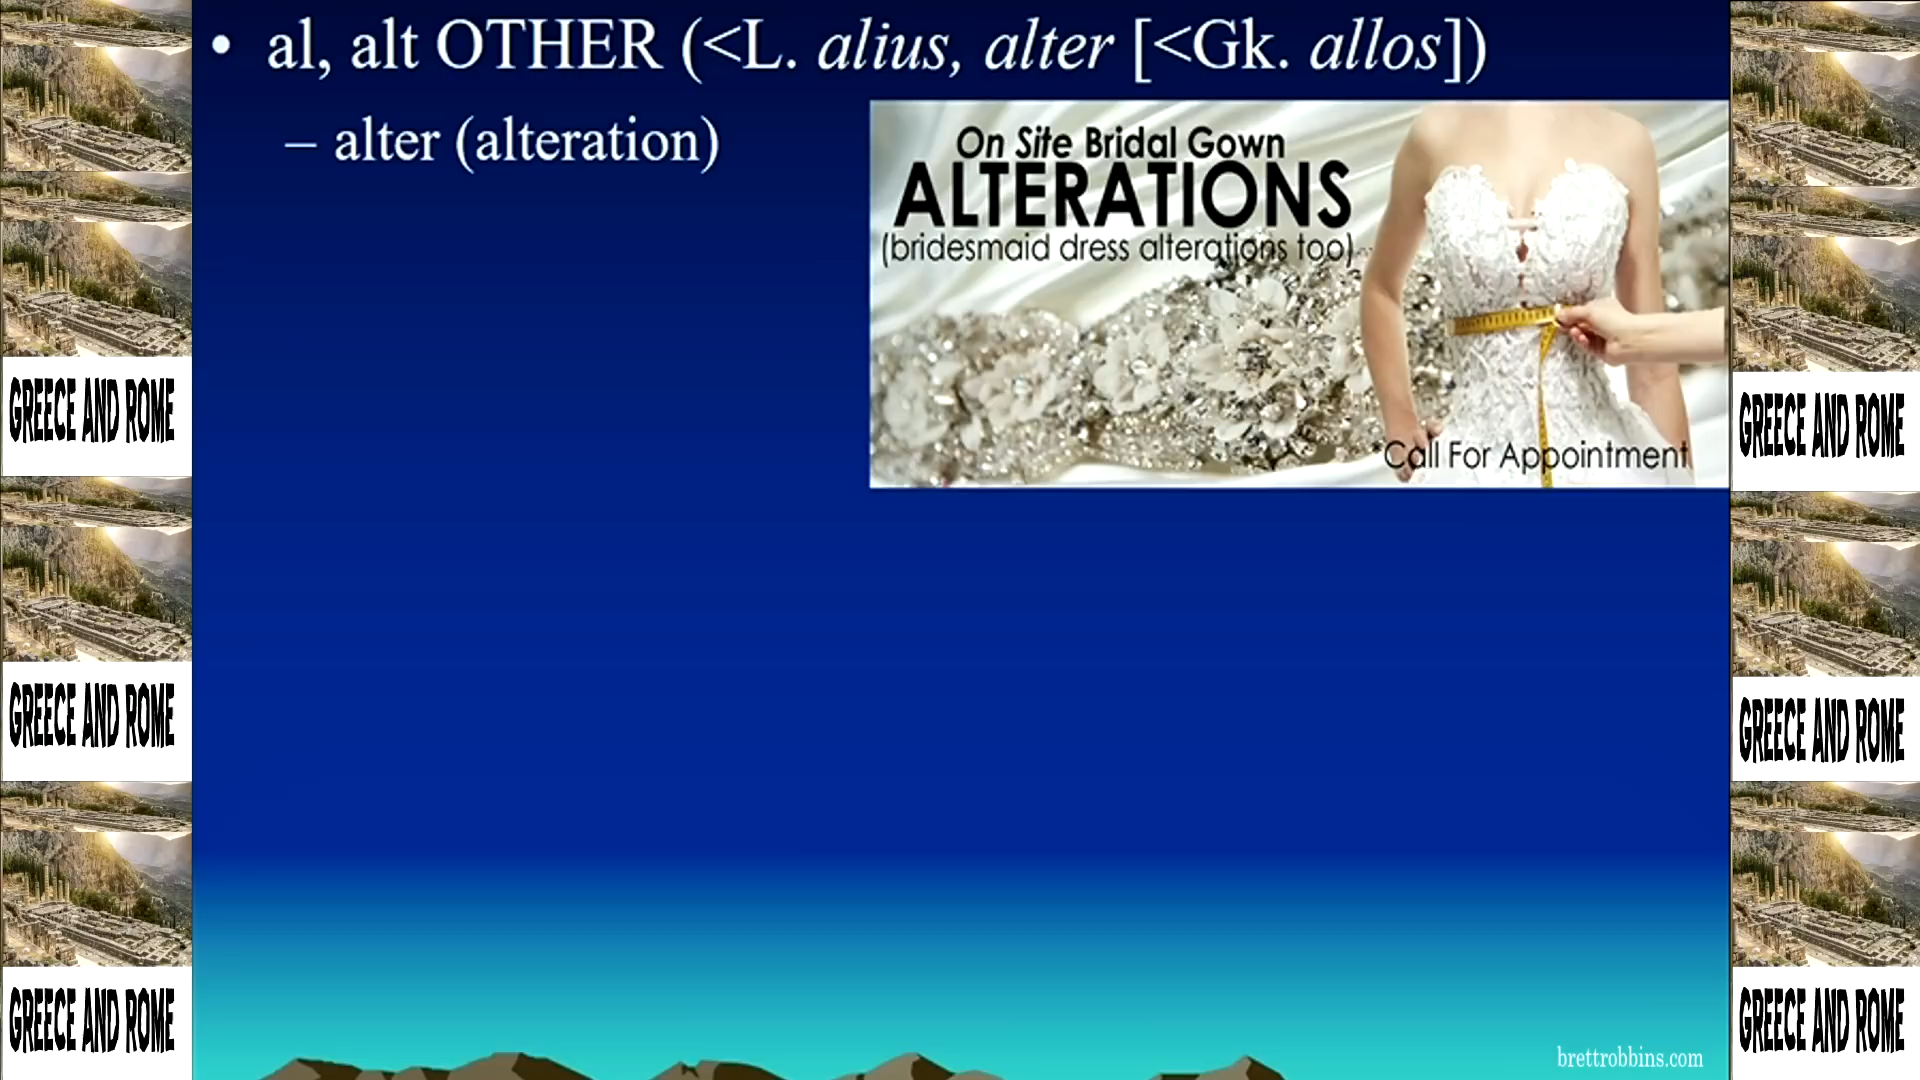 • al, alt OTHER (<L. alius, alter [<Gk. allos])
– alter (alteration)
On Site Bridal Gown
ALTERATIONS
(bridesmaid dress alterations too)
*Call For Appointment
GREECE AND ROME
GREECE AND ROME
GREECE AND ROME
GREECE AND ROME
GREECE AND ROME
GREECE AND ROME
brettrobbins.com